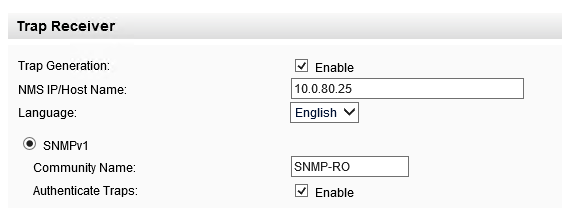 Trap Receiver
Trap Generation: Enable
NMS IP/Host Name: 10.0.80.25
Language: English
SNMPv1
Community Name: SNMP-RO
Authenticate Traps: Enable